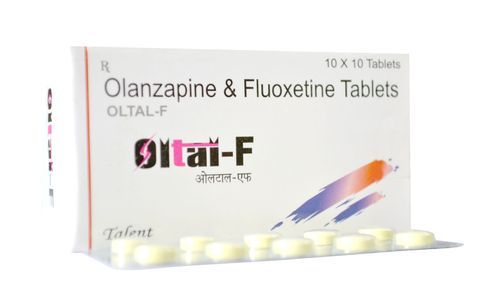 ℞
10 X 10 Tablets
Olanzapine & Fluoxetine Tablets
OLTAL-F
Oltal-F
ओलटाल-एफ
Talent